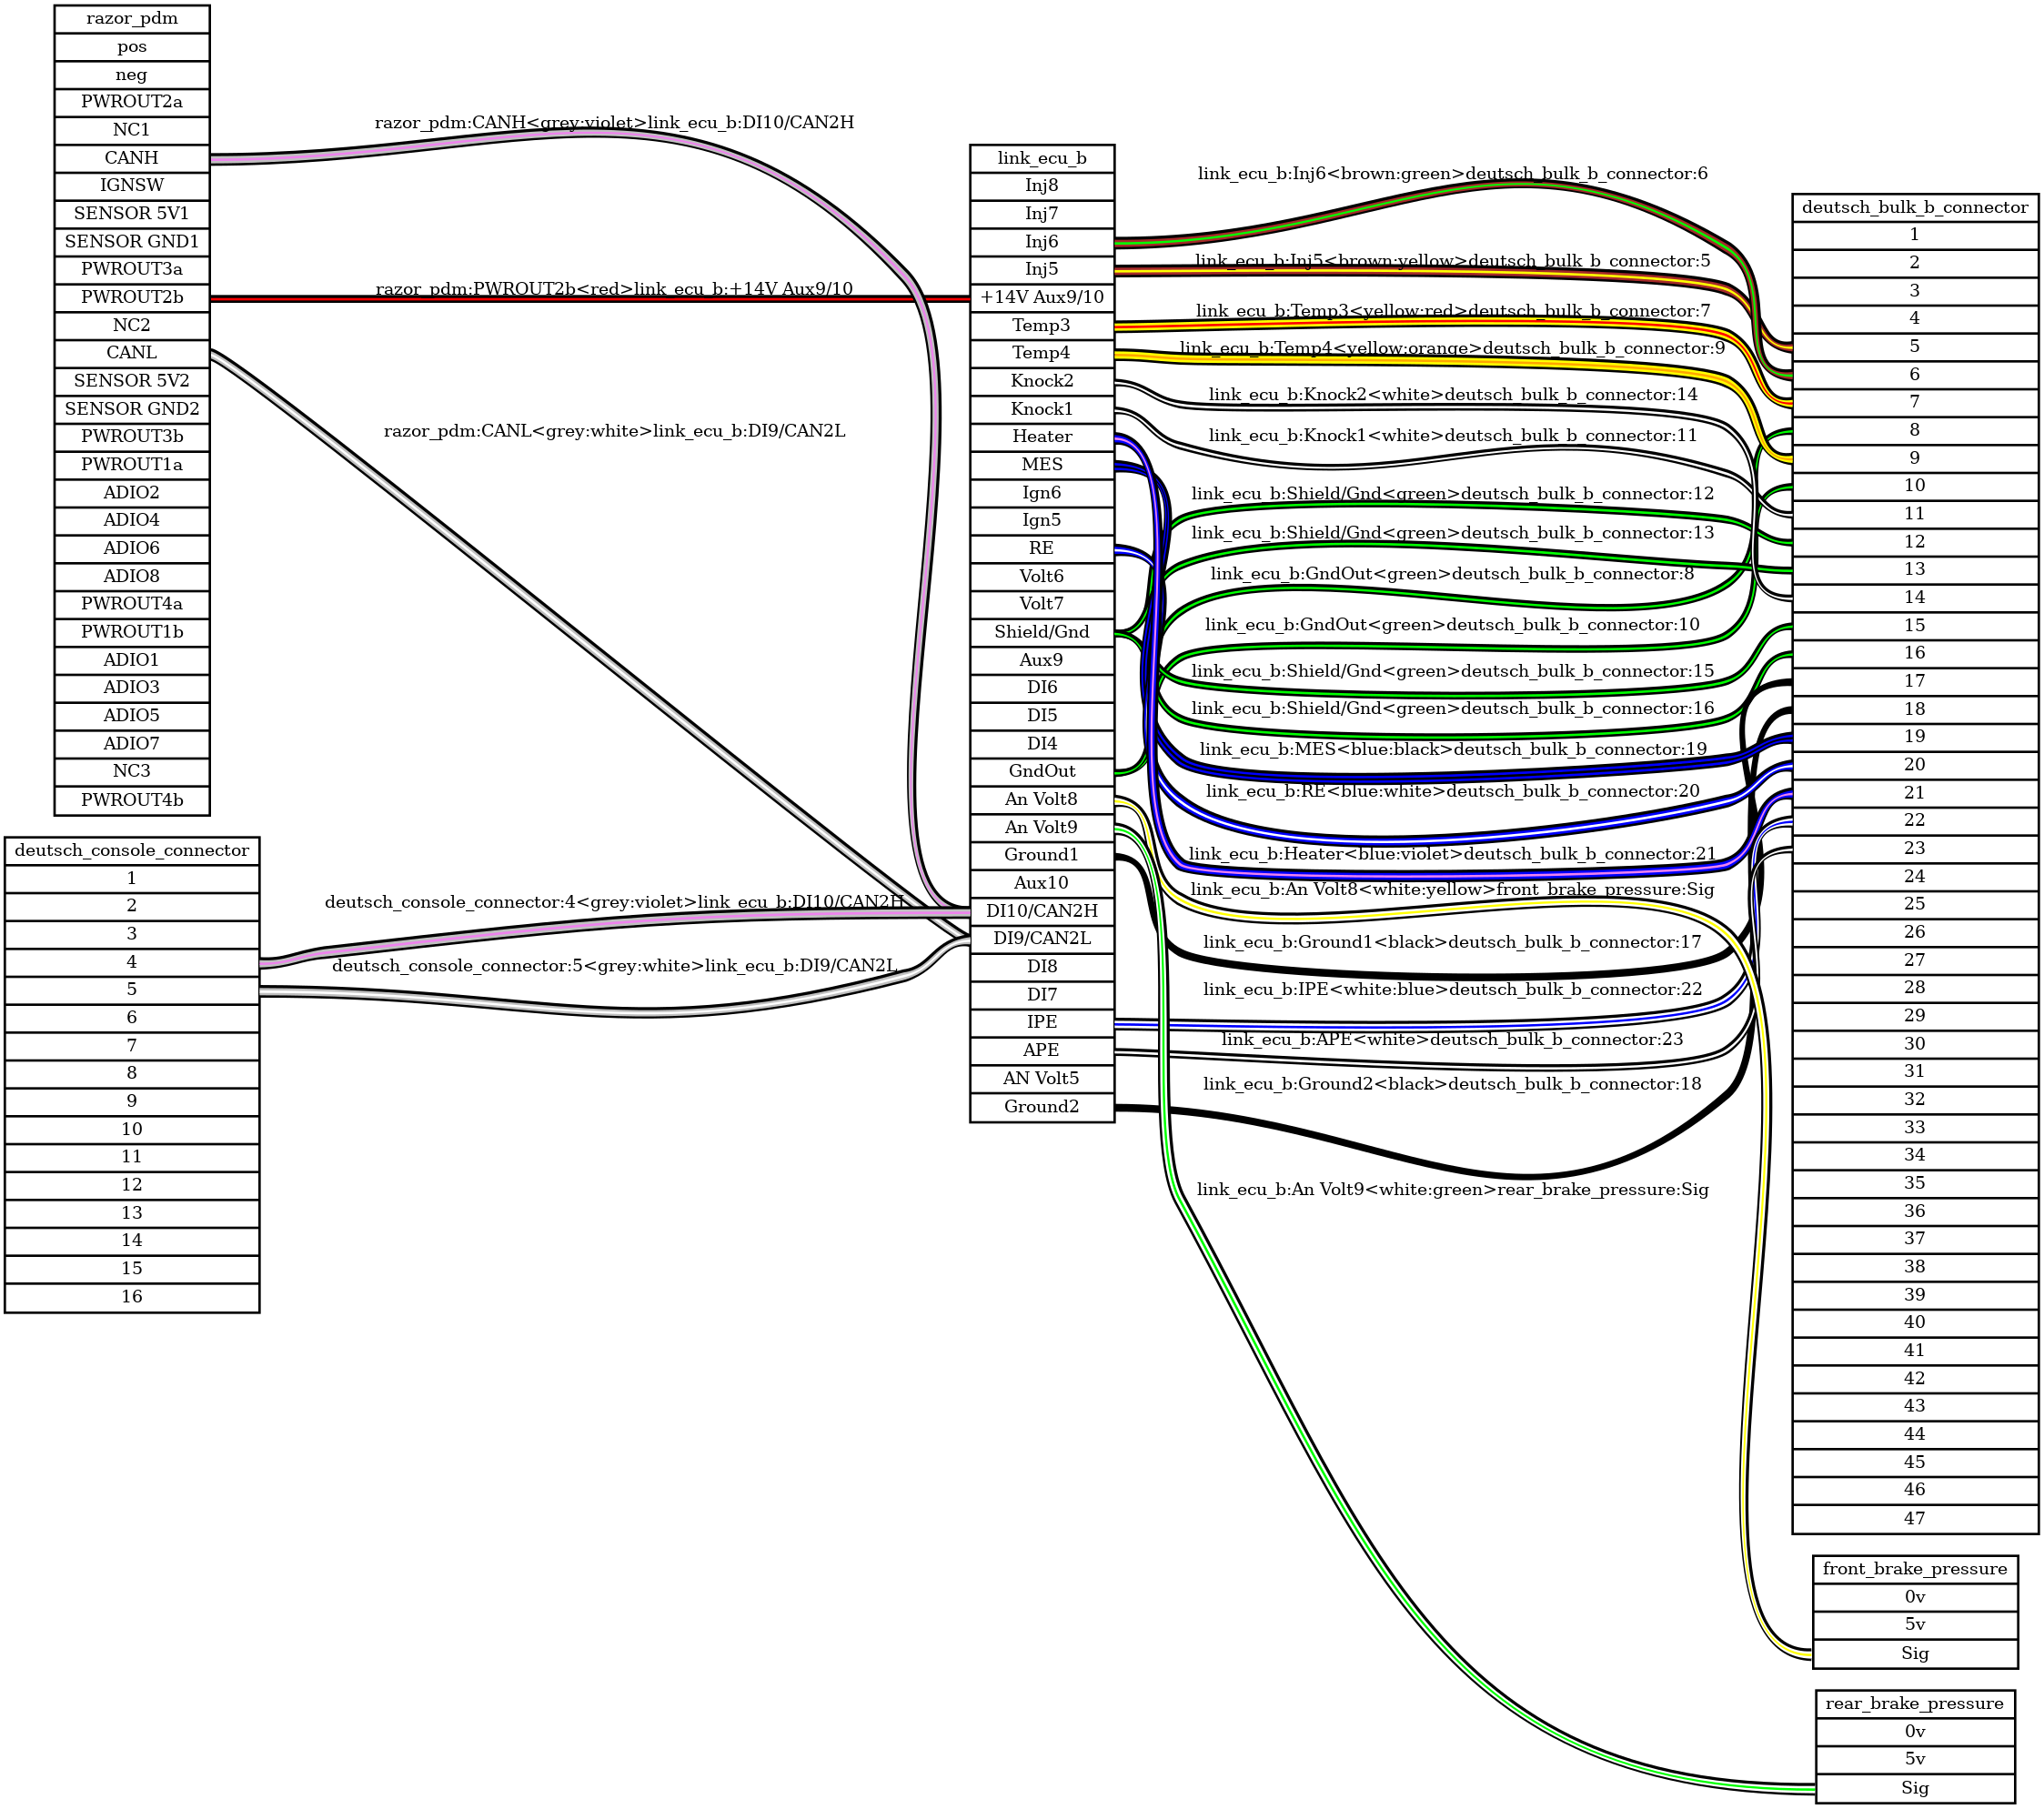 razor_pdm
pos
neg
PWROUT2a
NC1
CANH
IGNSW
SENSOR 5V1
SENSOR GND1
PWROUT3a
PWROUT2b
NC2
CANL
SENSOR 5V2
SENSOR GND2
PWROUT3b
PWROUT1a
ADIO2
ADIO4
ADIO6
ADIO8
PWROUT4a
PWROUT1b
ADIO1
ADIO3
ADIO5
ADIO7
NC3
PWROUT4b
deutsch_console_connector
1
2
3
4
5
6
7
8
9
10
11
12
13
14
15
16
razor_pdm:CANH<grey:violet>link_ecu_b:DI10/CAN2H
razor_pdm:PWROUT2b<red>link_ecu_b:+14V Aux9/10
razor_pdm:CANL<grey:white>link_ecu_b:DI9/CAN2L
deutsch_console_connector:4<grey:violet>link_ecu_b:DI10/CAN2H
deutsch_console_connector:5<grey:white>link_ecu_b:DI9/CAN2L
link_ecu_b
Inj8
Inj7
Inj6
Inj5
+14V Aux9/10
Temp3
Temp4
Knock2
Knock1
Heater
MES
Ign6
Ign5
RE
Volt6
Volt7
Shield/Gnd
Aux9
DI6
DI5
DI4
GndOut
An Volt8
An Volt9
Ground1
Aux10
DI10/CAN2H
DI9/CAN2L
DI8
DI7
IPE
APE
AN Volt5
Ground2
link_ecu_b:Inj6<brown:green>deutsch_bulk_b_connector:6
link_ecu_b:Inj5<brown:yellow>deutsch_bulk_b_connector:5
link_ecu_b:Temp3<yellow:red>deutsch_bulk_b_connector:7
link_ecu_b:Temp4<yellow:orange>deutsch_bulk_b_connector:9
link_ecu_b:Knock2<white>deutsch_bulk_b_connector:14
link_ecu_b:Knock1<white>deutsch_bulk_b_connector:11
link_ecu_b:Shield/Gnd<green>deutsch_bulk_b_connector:12
link_ecu_b:Shield/Gnd<green>deutsch_bulk_b_connector:13
link_ecu_b:GndOut<green>deutsch_bulk_b_connector:8
link_ecu_b:GndOut<green>deutsch_bulk_b_connector:10
link_ecu_b:Shield/Gnd<green>deutsch_bulk_b_connector:15
link_ecu_b:Shield/Gnd<green>deutsch_bulk_b_connector:16
link_ecu_b:MES<blue:black>deutsch_bulk_b_connector:19
link_ecu_b:RE<blue:white>deutsch_bulk_b_connector:20
link_ecu_b:Heater<blue:violet>deutsch_bulk_b_connector:21
link_ecu_b:An Volt8<white:yellow>front_brake_pressure:Sig
link_ecu_b:Ground1<black>deutsch_bulk_b_connector:17
link_ecu_b:IPE<white:blue>deutsch_bulk_b_connector:22
link_ecu_b:APE<white>deutsch_bulk_b_connector:23
link_ecu_b:Ground2<black>deutsch_bulk_b_connector:18
link_ecu_b:An Volt9<white:green>rear_brake_pressure:Sig
deutsch_bulk_b_connector
1
2
3
4
5
6
7
8
9
10
11
12
13
14
15
16
17
18
19
20
21
22
23
24
25
26
27
28
29
30
31
32
33
34
35
36
37
38
39
40
41
42
43
44
45
46
47
front_brake_pressure
0v
5v
Sig
rear_brake_pressure
0v
5v
Sig